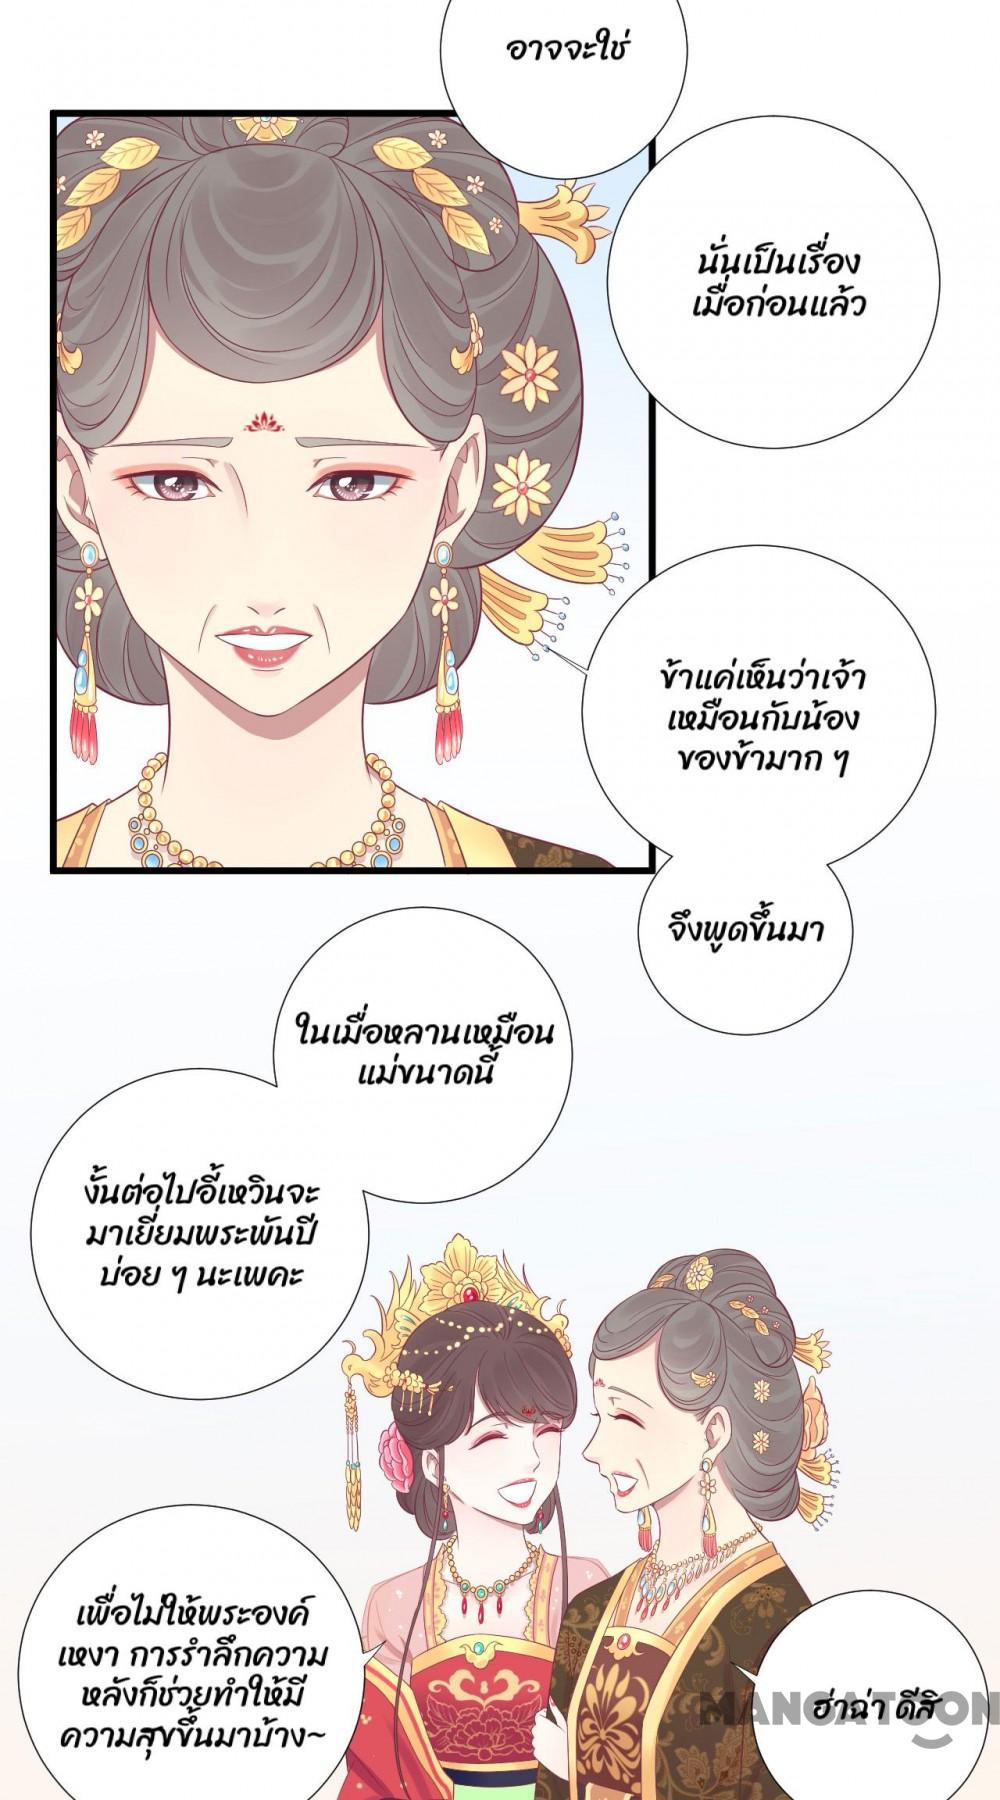 อาจจะใช่
นั่นเป็นเรื่อง
เมื่อก่อนแล้ว
ข้าแค่เห็นว่าเจ้า
เหมือนกับน้อง
ของข้ามาก ๆ
จึงพูดขึ้นมา
ในเมื่อหลานเหมือน
แม่ขนาดนี้
งั้นต่อไปอี้เหวินจะ
มาเยี่ยมพระพันปี
บ่อย ๆ นะเพคะ
เพื่อไม่ให้พระองค์
เหงา การรำลึกความ
หลังก็ช่วยทำให้มี
ความสุขขึ้นมาบ้าง~
ฮ่าฉ่า ดีสิ
MANGATOON